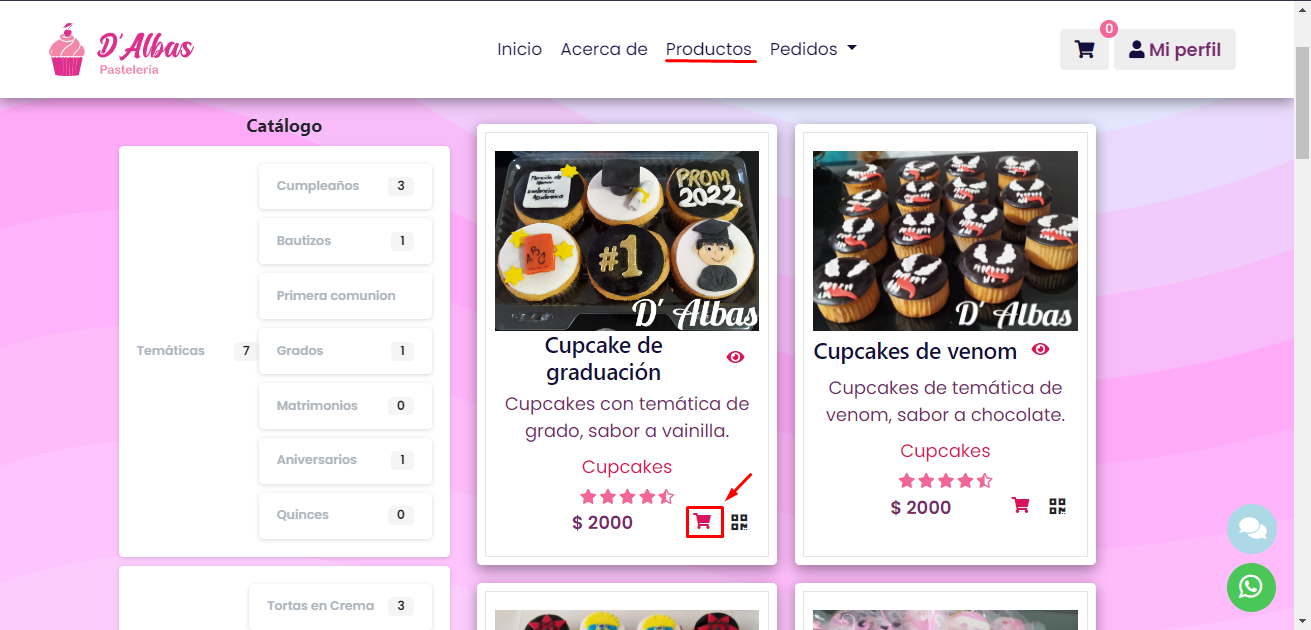 D'Albas
Pastelería
Inicio Acerca de Productos Pedidos
0
Mi perfil
Catálogo
Temáticas 7
Cumpleaños 3
Bautizos 1
Primera comunion
Grados 1
Matrimonios 0
Aniversarios 1
Quinces 0
Tortas en Crema 3
PROM
2022
#1
D' Albas
Cupcake de
graduación
Cupcakes con temática de
grado, sabor a vainilla.
Cupcakes
$ 2000
D' Albas
Cupcakes de venom
Cupcakes de temática de
venom, sabor a chocolate.
Cupcakes
$ 2000